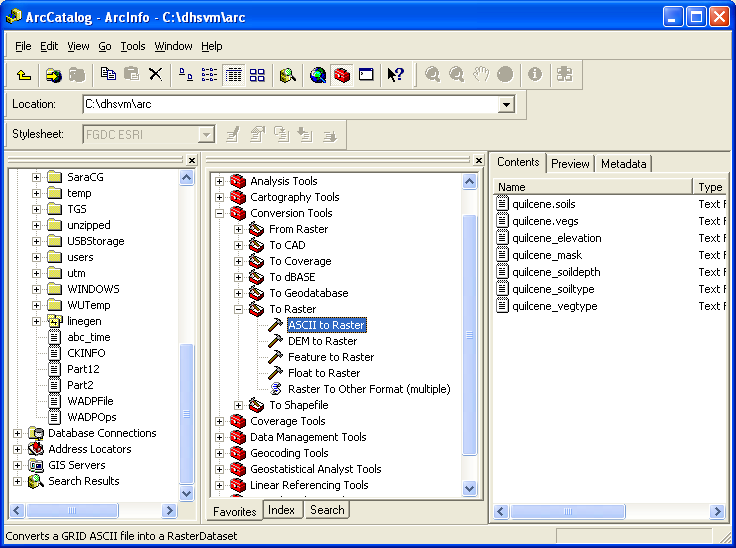 ArcCatalog - ArcInfo - C:\dhsvm\arc
File Edit View Go Tools Window Help
Location: C:\dhsvm\arc
Stylesheet: FGDC ESRI
SaraCG
temp
TGS
unzipped
USBStorage
users
utm
WINDOWS
WUTemp
linegen
abc_time
CKINFO
Part12
Part2
WADPFile
WADPOps
Database Connections
Address Locators
GIS Servers
Search Results
Analysis Tools
Cartography Tools
Conversion Tools
From Raster
To CAD
To Coverage
To dBASE
To Geodatabase
To Raster
ASCII to Raster
DEM to Raster
Feature to Raster
Float to Raster
Raster To Other Format (multiple)
To Shapefile
Coverage Tools
Data Management Tools
Geocoding Tools
Geostatistical Analyst Tools
Linear Referencing Tools
Favorites Index Search
Contents Preview Metadata
Name Type
quilcene.soils Text F
quilcene.vegs Text F
quilcene_elevation Text F
quilcene_mask Text F
quilcene_soildepth Text F
quilcene_soiltype Text F
quilcene_vegtype Text F
Converts a GRID ASCII file into a RasterDataset